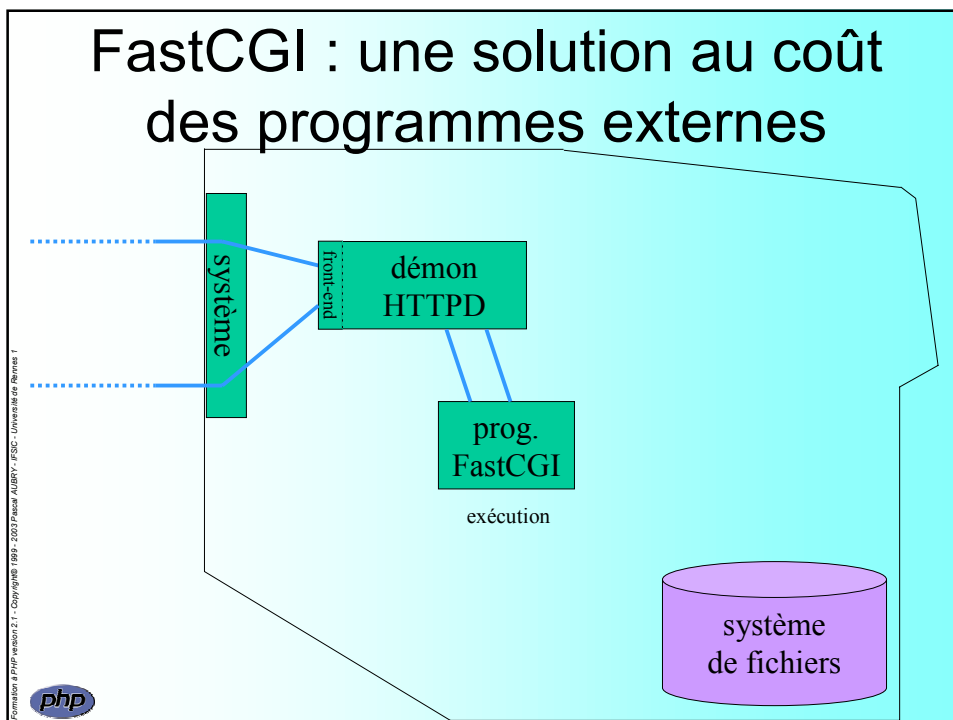 FastCGI : une solution au coût
des programmes externes
système
front-end
démon
HTTPD
prog.
FastCGI
exécution
système
de fichiers
Formation à PHP version 2.1 - Copyright© 1999 - 2003 Pascal AUBRY - IFSIC - Université de Rennes 1
php